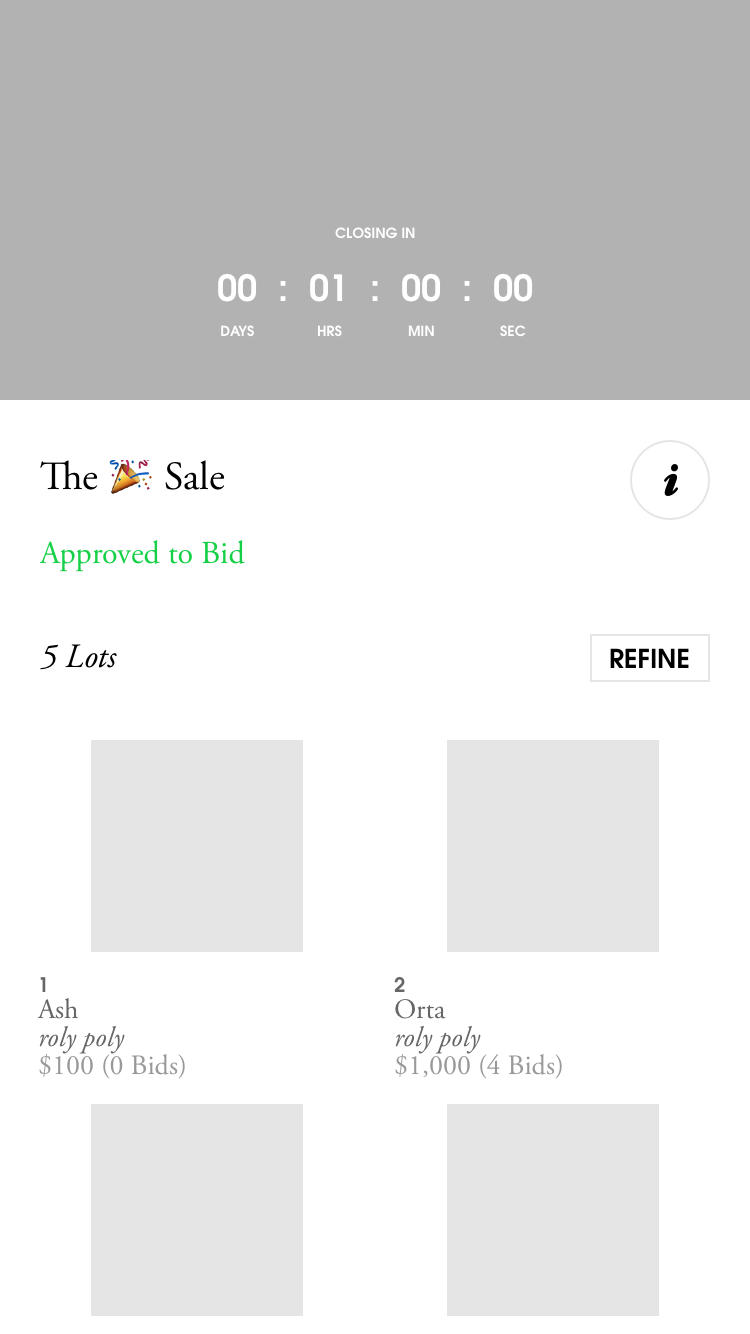 CLOSING IN
00 : 01 : 00 : 00
DAYS HRS MIN SEC
The 🎉 Sale
i
Approved to Bid
5 Lots
REFINE
1
Ash
roly poly
$100 (0 Bids)
2
Orta
roly poly
$1,000 (4 Bids)